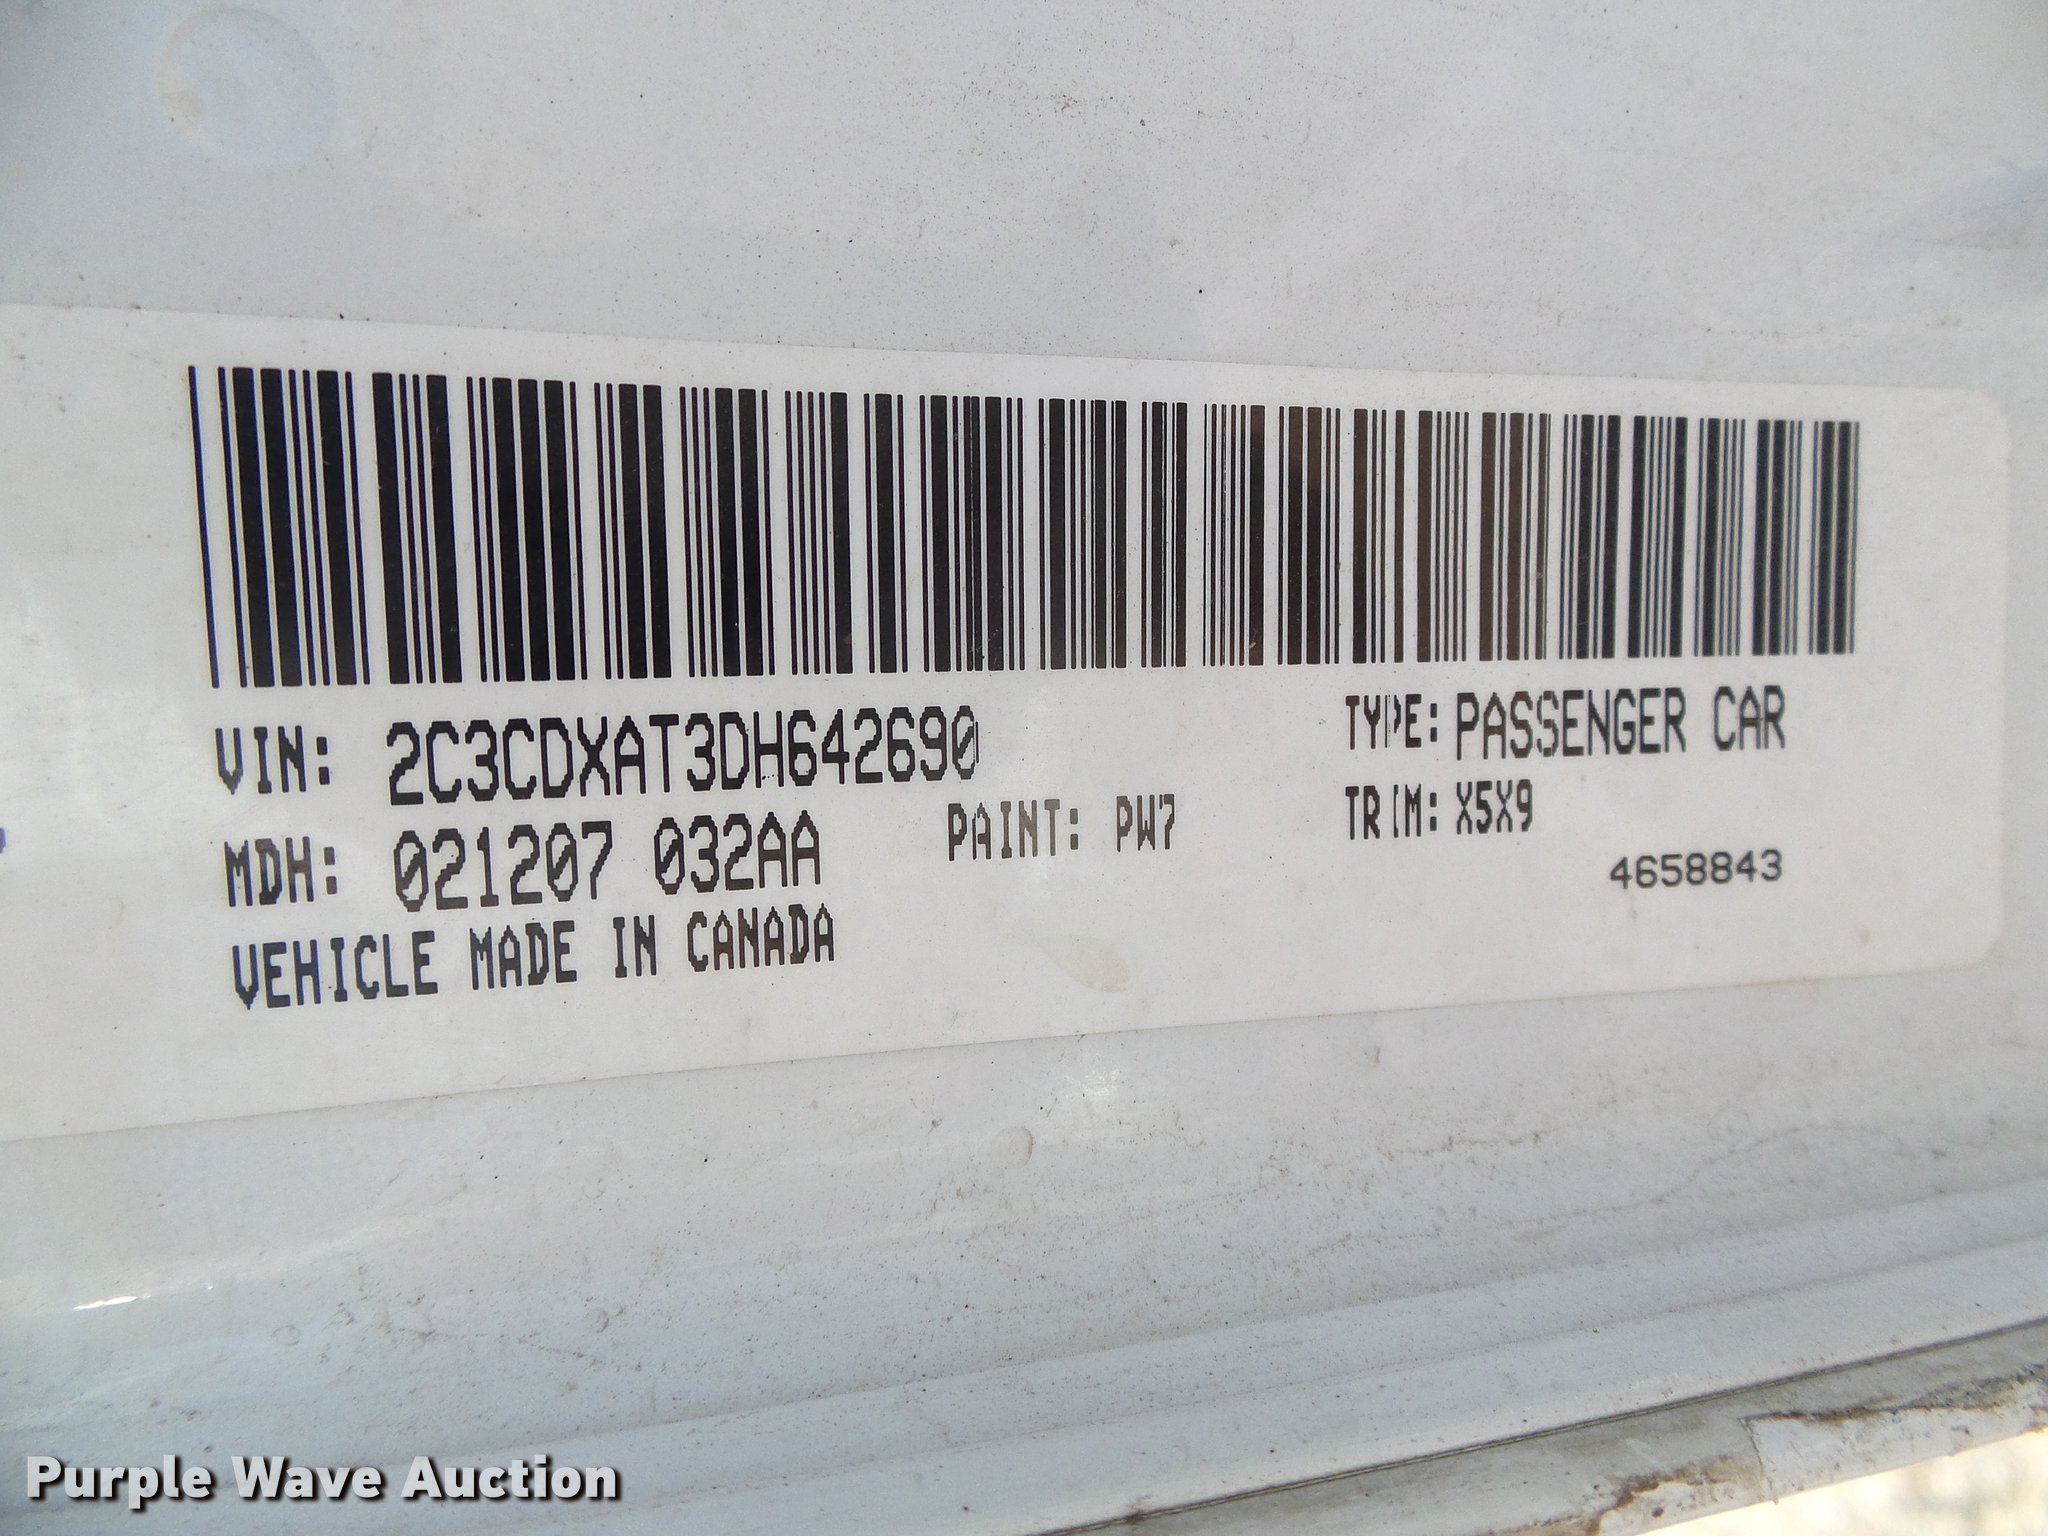 VIN: 2C3CDXAT3DH642690
TYPE: PASSENGER CAR
MDH: 021207 032AA
PAINT: PW7
TRIM: X5X9
4658843
VEHICLE MADE IN CANADA
Purple Wave Auction